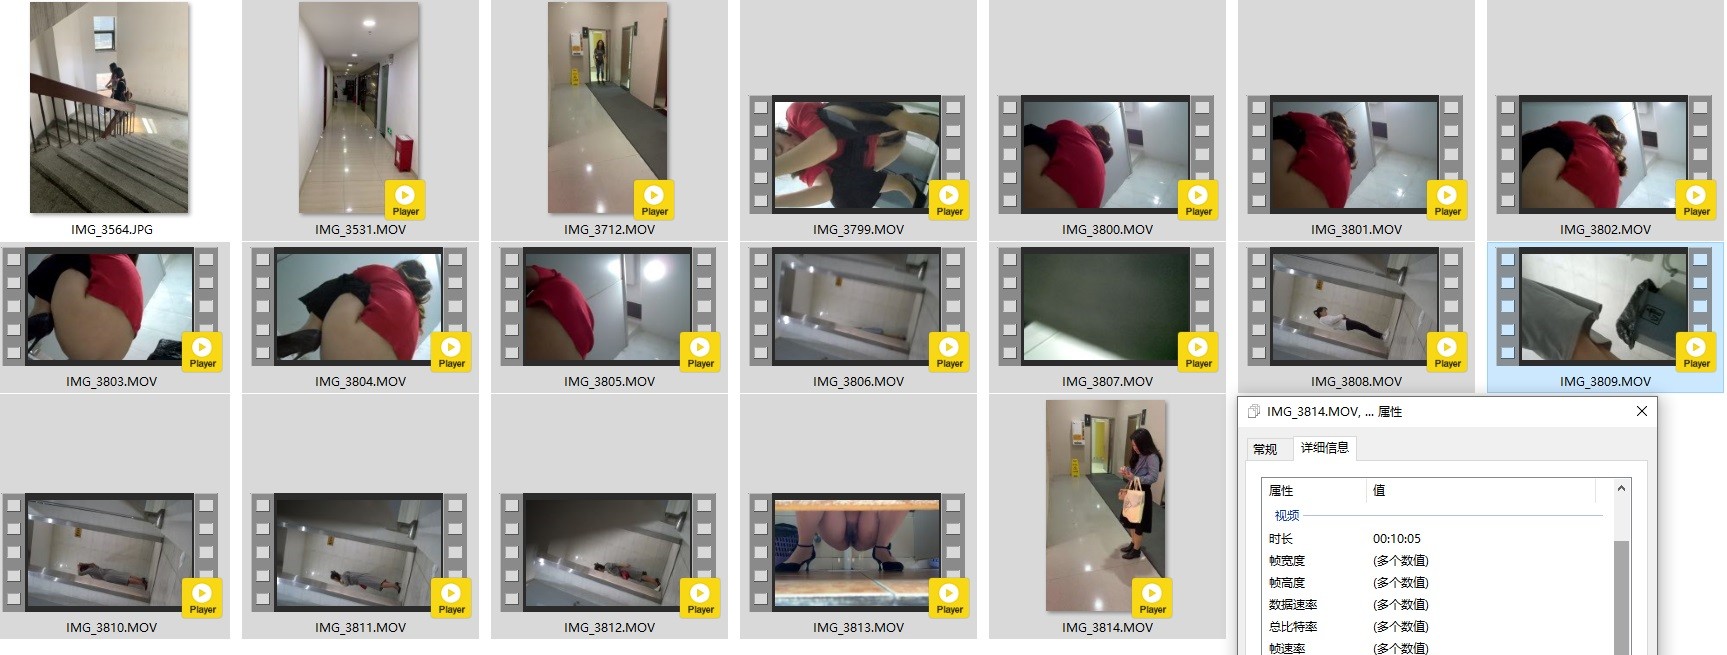 IMG_3564.JPG
IMG_3531.MOV
IMG_3712.MOV
IMG_3799.MOV
IMG_3800.MOV
IMG_3801.MOV
IMG_3802.MOV
Player
Player
Player
Player
Player
Player
IMG_3803.MOV
IMG_3804.MOV
IMG_3805.MOV
IMG_3806.MOV
IMG_3807.MOV
IMG_3808.MOV
IMG_3809.MOV
Player
Player
Player
Player
Player
Player
Player
IMG_3810.MOV
IMG_3811.MOV
IMG_3812.MOV
IMG_3813.MOV
IMG_3814.MOV
Player
Player
Player
Player
Player
IMG_3814.MOV, ... 属性
常规
详细信息
属性 值
视频
时长 00:10:05
帧宽度 (多个数值)
帧高度 (多个数值)
数据速率 (多个数值)
总比特率 (多个数值)
帧速率 (多个数值)